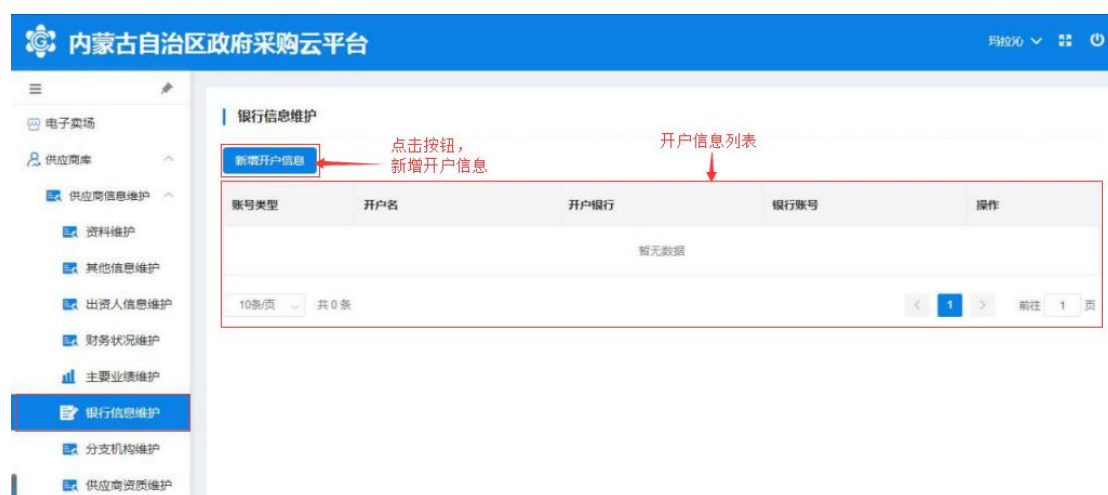 内蒙古自治区政府采购云平台
电子卖场
供应商库
供应商信息维护
资料维护
其他信息维护
出资人信息维护
财务状况维护
主要业绩维护
银行信息维护
分支机构维护
供应商资质维护
银行信息维护
新增开户信息
点击按钮，
新增开户信息
开户信息列表
账号类型 开户名 开户银行 银行账号 操作
暂无数据
10条/页 共 0 条 1 前往 1 页